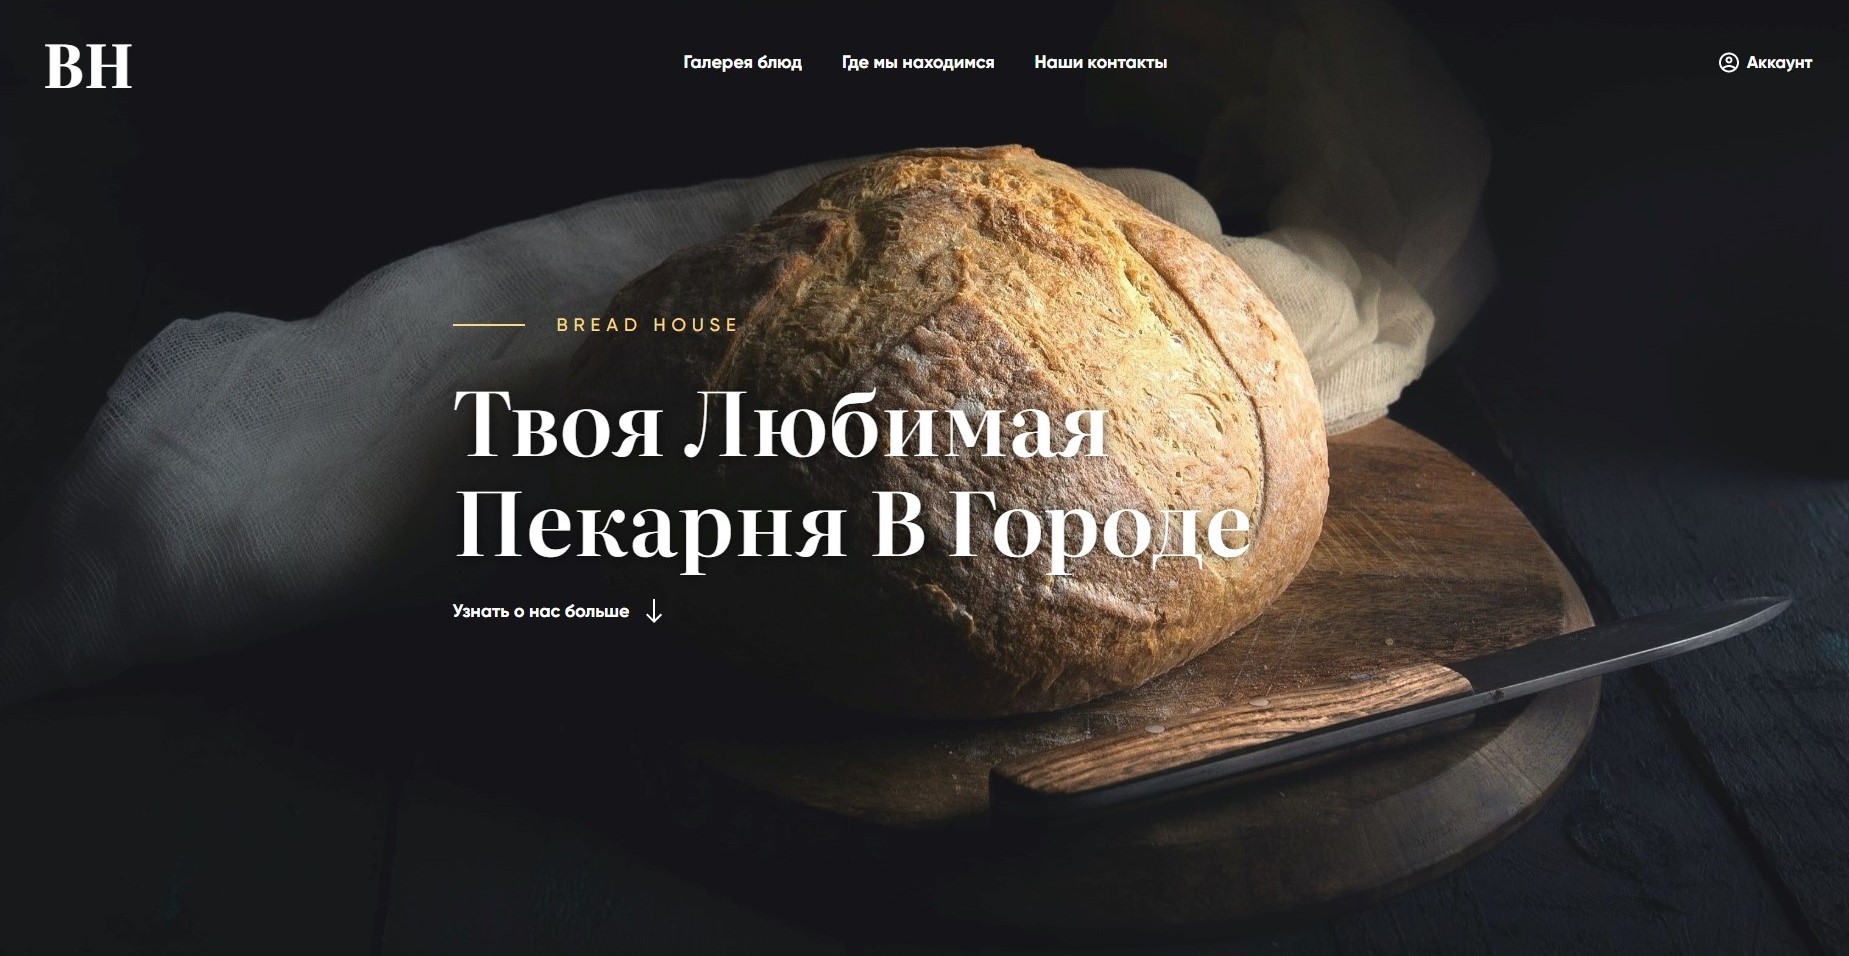 BH
Галерея блюд
Где мы находимся
Наши контакты
Аккаунт
BREAD HOUSE
Твоя Любимая
Пекарня В Городе
Узнать о нас больше